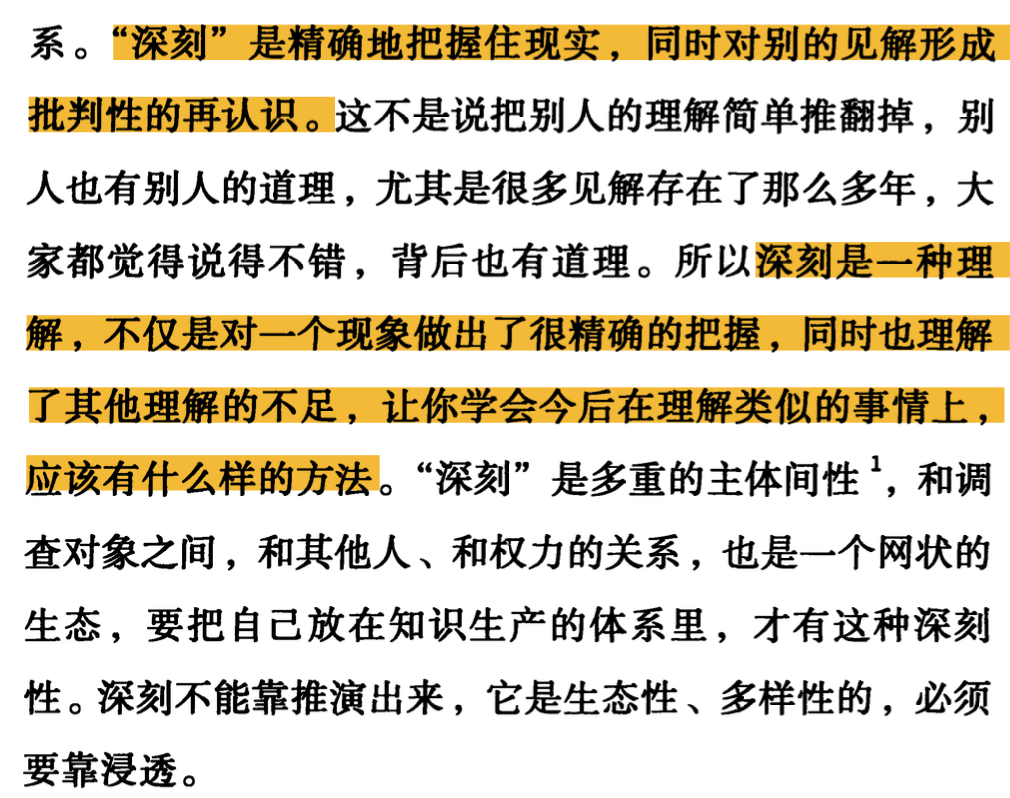 系。“深刻”是精确地把握住现实，同时对别的见解形成
批判性的再认识。这不是说把别人的理解简单推翻掉，别
人也有别人的道理，尤其是很多见解存在了那么多年，大
家都觉得说得不错，背后也有道理。所以深刻是一种理
解，不仅是对一个现象做出了很精确的把握，同时也理解
了其他理解的不足，让你学会今后在理解类似的事情上，
应该有什么样的方法。“深刻”是多重的主体间性1，和调
查对象之间，和其他人、和权力的关系，也是一个网状的
生态，要把自己放在知识生产的体系里，才有这种深刻
性。深刻不能靠推演出来，它是生态性、多样性的，必须
要靠浸透。